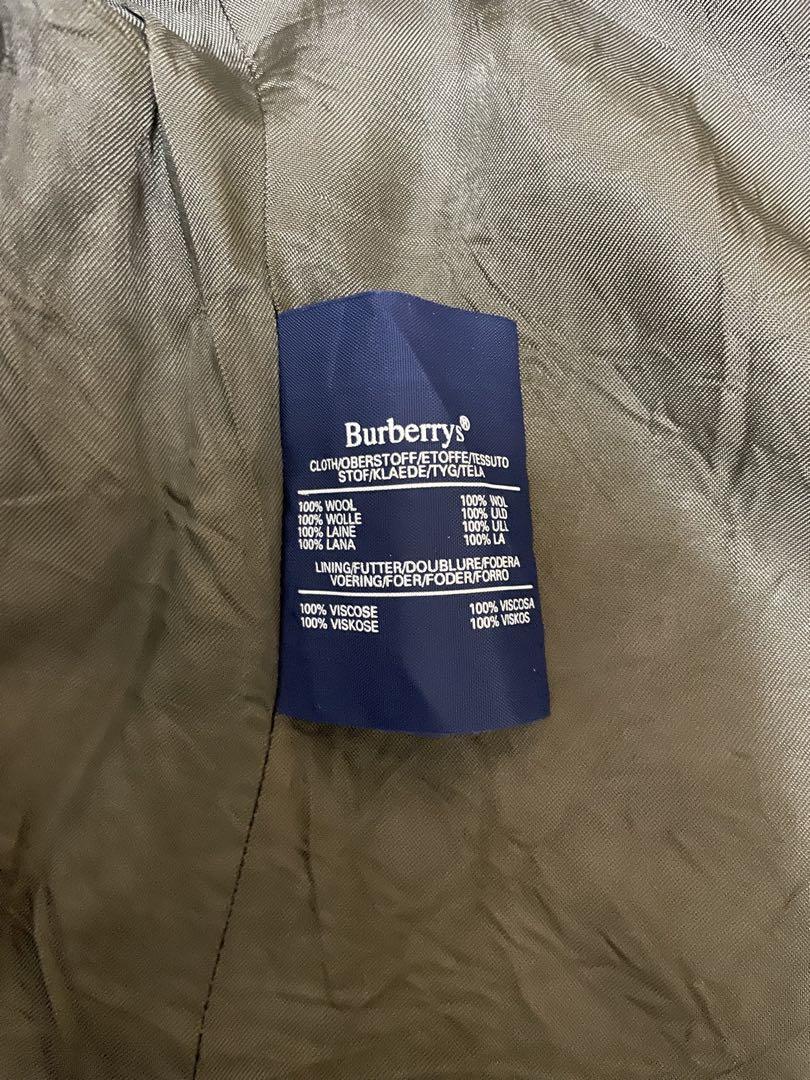 Burberrys®
CLOTH/OBERSTOFF/ETOFFE/TESSUTO
STOF/KLAEDE/TYG/TELA
100% WOOL 100% WOL
100% WOLLE 100% ULD
100% LAINE 100% ULL
100% LANA 100% LA
LINING/FUTTER/DOUBLURE/FODERA
VOERING/FOER/FODER/FORRO
100% VISCOSE 100% VISCOSA
100% VISKOSE 100% VISKOS